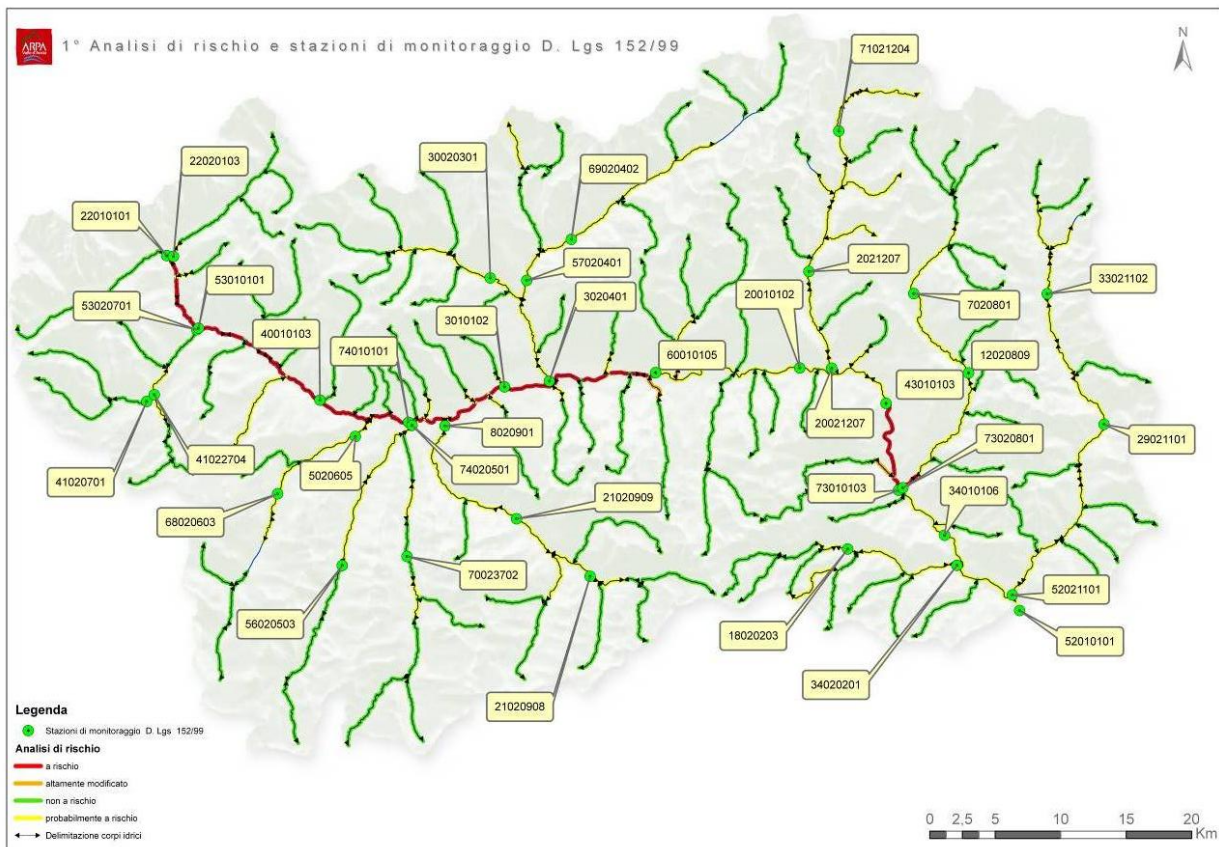 ARPA
1° Analisi di rischio e stazioni di monitoraggio D. Lgs 152/99
N
71021204
22020103
30020301
69020402
22010101
53010101
57020401
2021207
53020701
3020401
20010102
7020801
33021102
40010103
74010101
3010102
60010105
12020809
43010103
8020901
20021207
73020801
29021101
41022704
5020605
74020501
41020701
73010103
34010106
68020603
21020909
70023702
52021101
56020503
18020203
52010101
34020201
21020908
Legenda
Stazioni di monitoraggio D. Lgs 152/99
Analisi di rischio
a rischio
altamente modificato
non a rischio
probabilmente a rischio
Delimitazione corpi idrici
0 2,5 5 10 15 20
Km